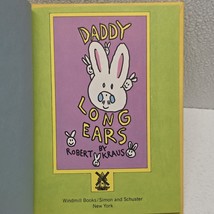 DADDY
LONG
EARS
BY
ROBERT KRAUS
Windmill Books/Simon and Schuster
New York